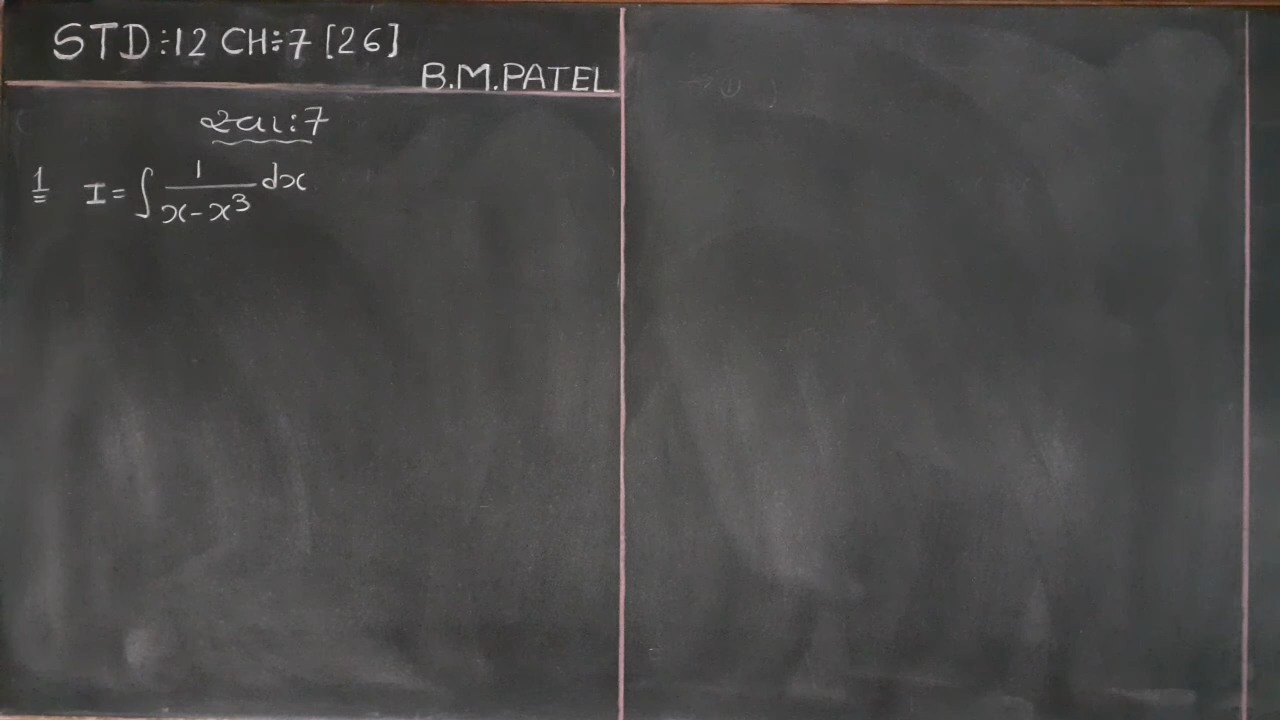 STD:12 CH:7 [26]
B.M.PATEL
સ્વા:7
1 I = ∫ 1/(x-x³) dx